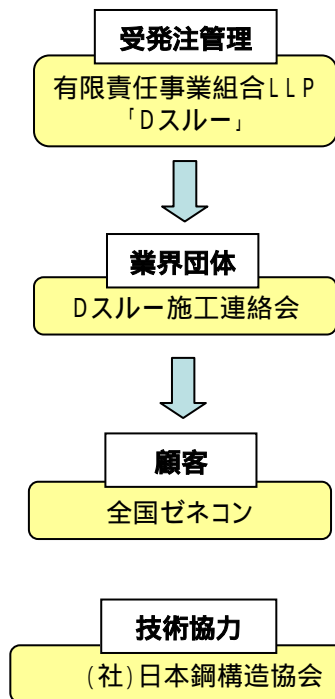 受発注管理
有限責任事業組合LLP
「Dスルー」
業界団体
Dスルー施工連絡会
顧客
全国ゼネコン
技術協力
(社)日本鋼構造協会